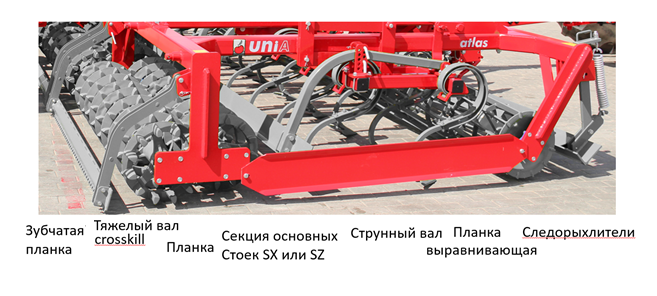 UNIA
atlas
Зубчатая
планка
Тяжелый вал
crosskill
Планка
Секция основных
Стоек SX или SZ
Струнный вал
Планка
выравнивающая
Следорыхлители